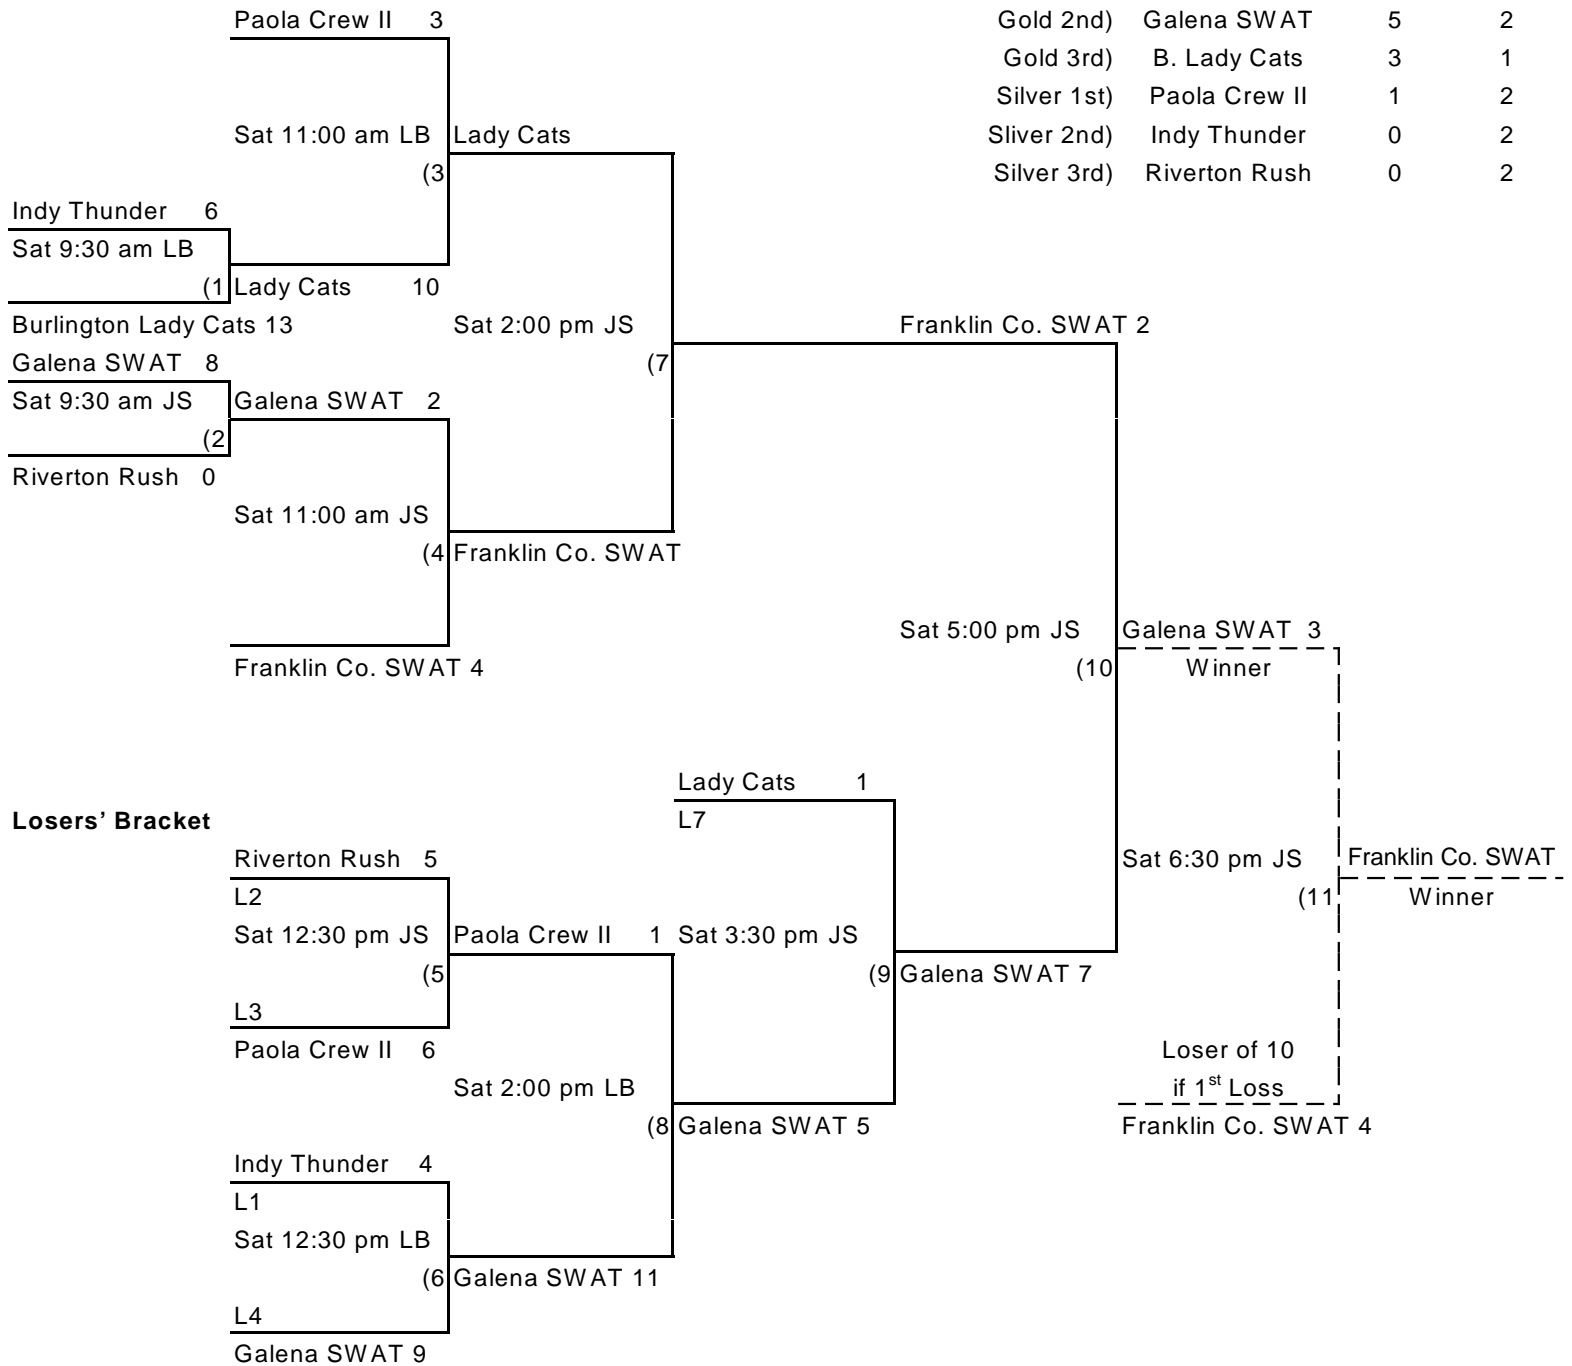 Paola Crew II 3
Gold 2nd) Galena SWAT 5 2
Gold 3rd) B. Lady Cats 3 1
Silver 1st) Paola Crew II 1 2
Sat 11:00 am LB Lady Cats
Sliver 2nd) Indy Thunder 0 2
(3
Silver 3rd) Riverton Rush 0 2
Indy Thunder 6
Sat 9:30 am LB
(1 Lady Cats 10
Burlington Lady Cats 13
Sat 2:00 pm JS
Franklin Co. SWAT 2
Galena SWAT 8
(7
Sat 9:30 am JS
Galena SWAT 2
(2
Riverton Rush 0
Sat 11:00 am JS
(4 Franklin Co. SWAT
Sat 5:00 pm JS
Galena SWAT 3
Franklin Co. SWAT 4
(10
Winner
Lady Cats 1
Losers’ Bracket
L7
Riverton Rush 5
Sat 6:30 pm JS
Franklin Co. SWAT
L2
(11
Winner
Sat 12:30 pm JS
Paola Crew II 1
Sat 3:30 pm JS
(5
(9 Galena SWAT 7
L3
Paola Crew II 6
Loser of 10
Sat 2:00 pm LB
if 1st Loss
(8 Galena SWAT 5
Franklin Co. SWAT 4
Indy Thunder 4
L1
Sat 12:30 pm LB
(6 Galena SWAT 11
L4
Galena SWAT 9